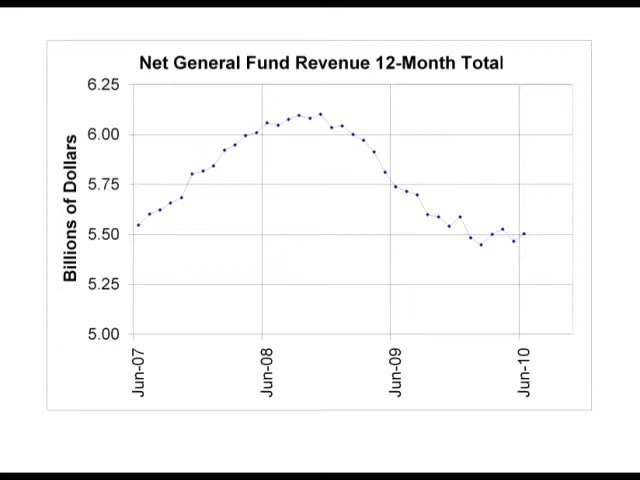 Net General Fund Revenue 12-Month Total
6.25
6.00
5.75
5.50
5.25
5.00
Billions of Dollars
Jun-07
Jun-08
Jun-09
Jun-10